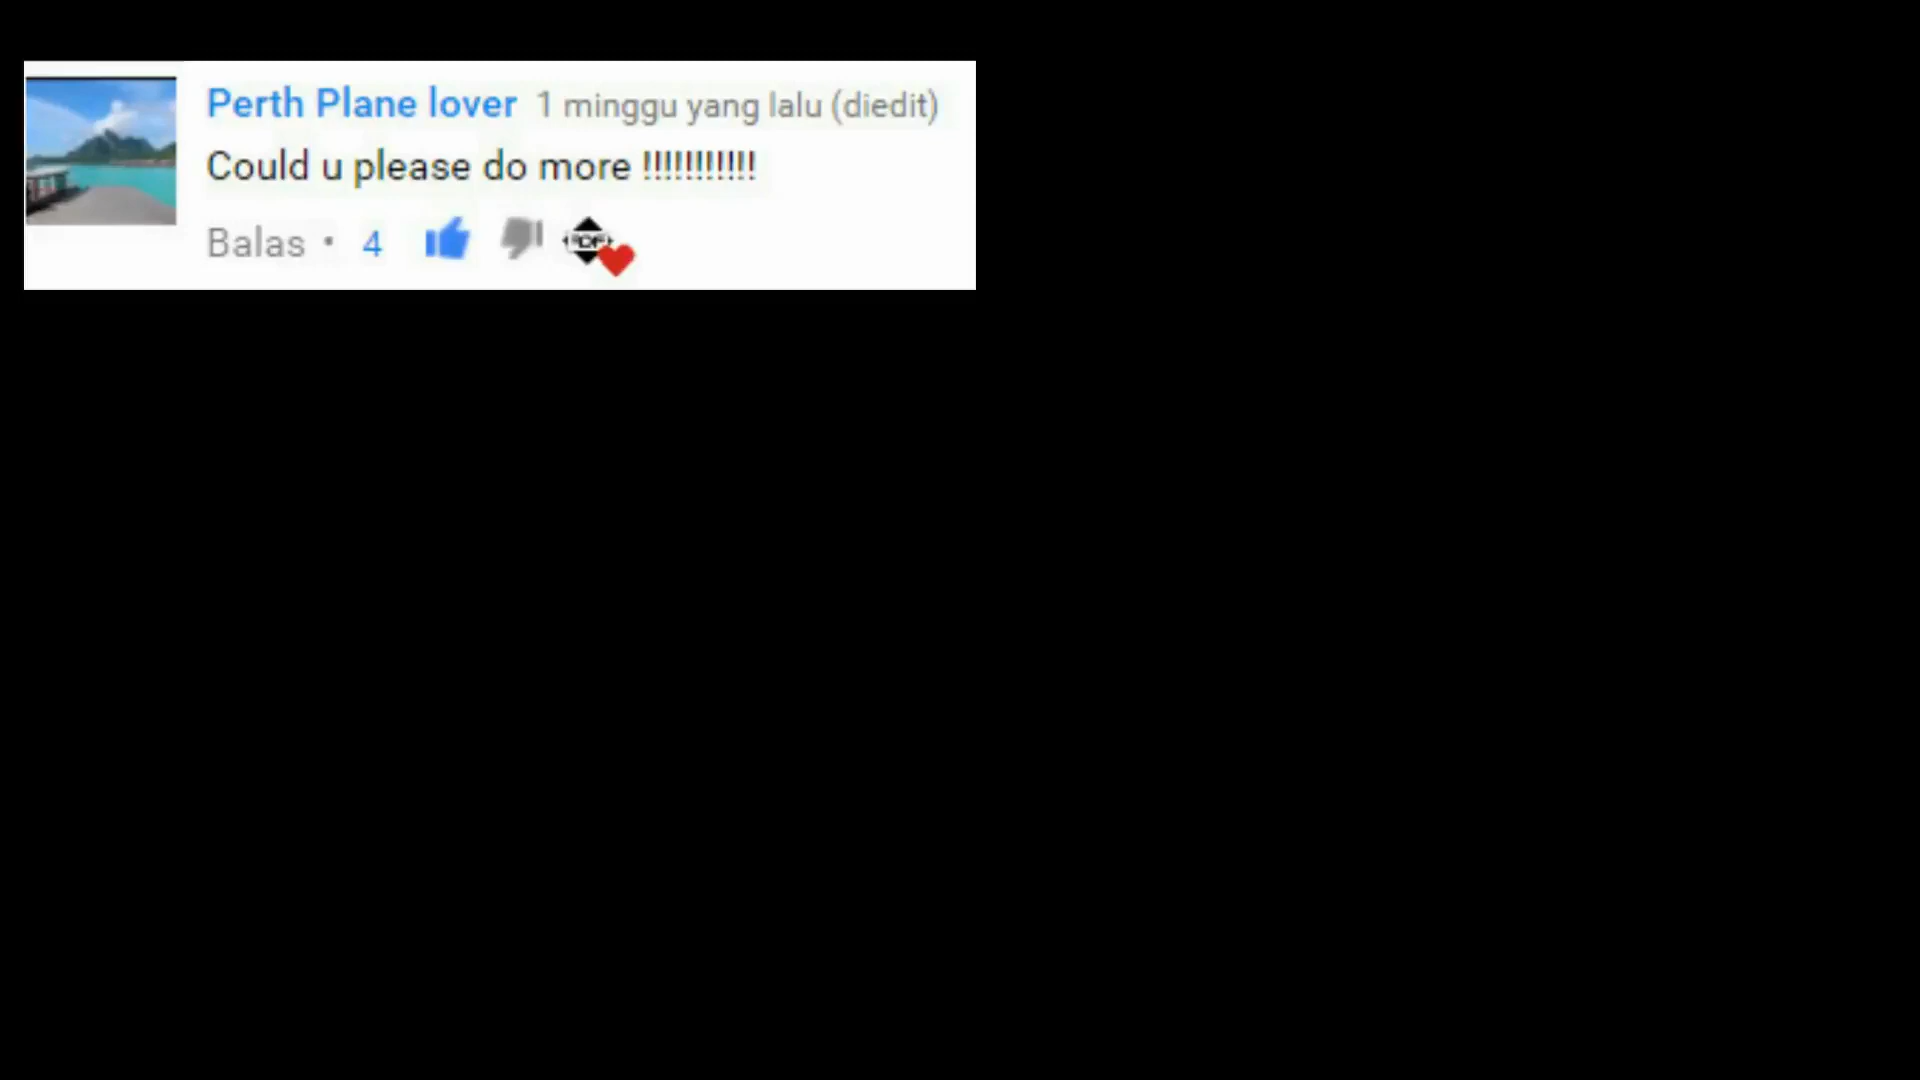 Perth Plane lover 1 minggu yang lalu (diedit)
Could u please do more !!!!!!!!!!!
Balas • 4